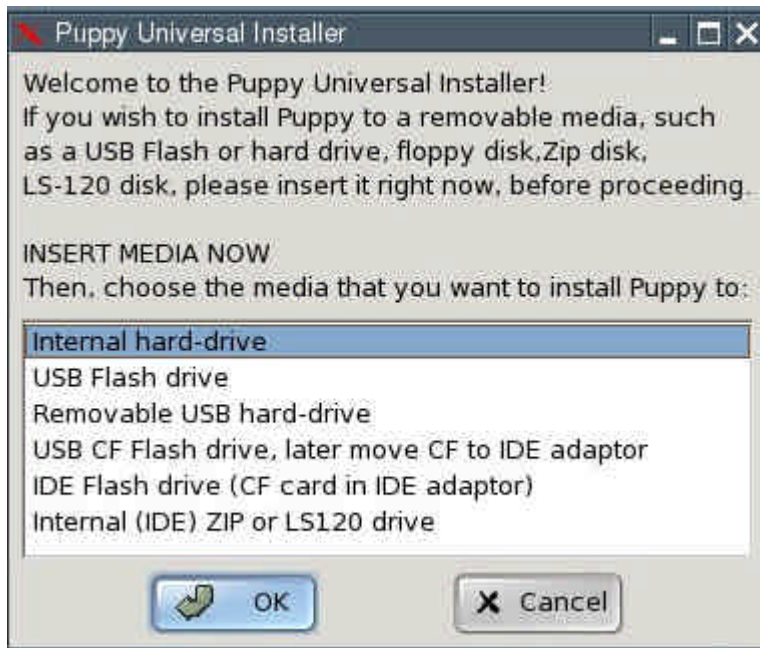 Puppy Universal Installer
Welcome to the Puppy Universal Installer!
If you wish to install Puppy to a removable media, such
as a USB Flash or hard drive, floppy disk,Zip disk,
LS-120 disk, please insert it right now, before proceeding.
INSERT MEDIA NOW
Then, choose the media that you want to install Puppy to:
Internal hard-drive
USB Flash drive
Removable USB hard-drive
USB CF Flash drive, later move CF to IDE adaptor
IDE Flash drive (CF card in IDE adaptor)
Internal (IDE) ZIP or LS120 drive
OK Cancel